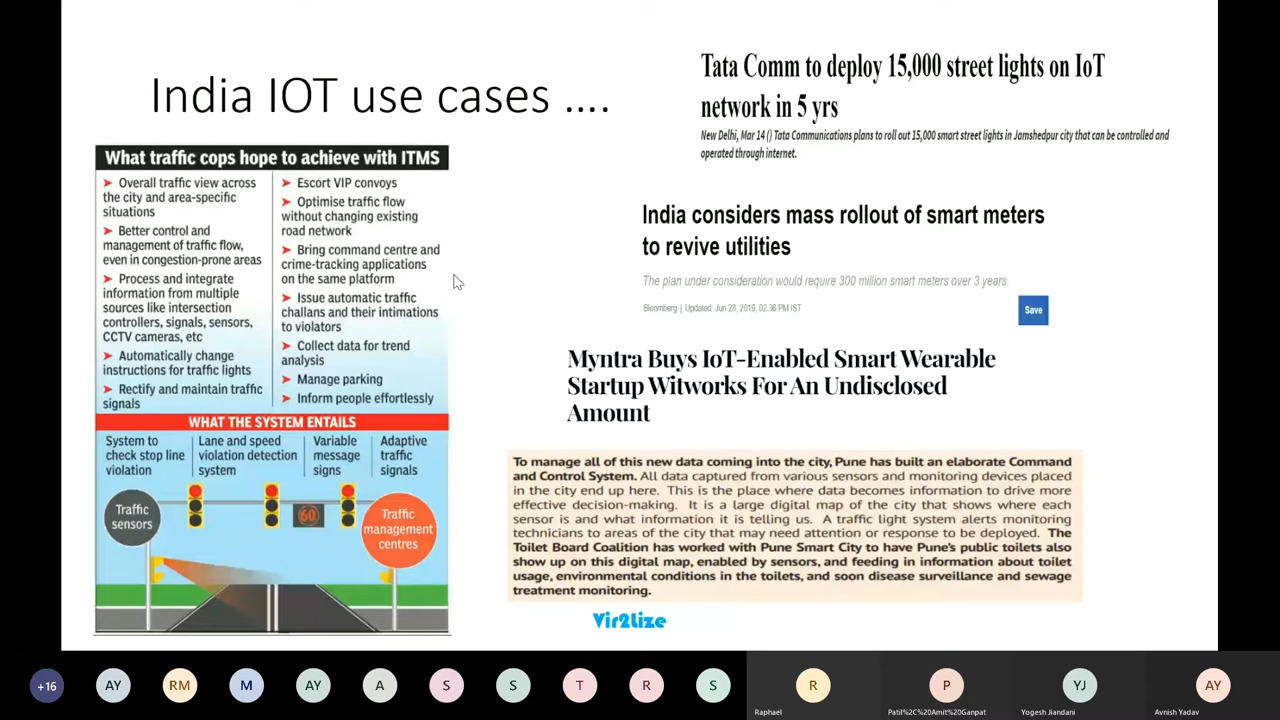 India IOT use cases ....
What traffic cops hope to achieve with ITMS
➤ Overall traffic view across
the city and area-specific
situations
➤ Better control and
management of traffic flow,
even in congestion-prone areas
➤ Process and integrate
information from multiple
sources like intersection
controllers, signals, sensors,
CCTV cameras, etc
➤ Automatically change
instructions for traffic lights
➤ Rectify and maintain traffic
signals
➤ Escort VIP convoys
➤ Optimise traffic flow
without changing existing
road network
➤ Bring command centre and
crime-tracking applications
on the same platform
➤ Issue automatic traffic
challans and their intimations
to violators
➤ Collect data for trend
analysis
➤ Manage parking
➤ Inform people effortlessly
WHAT THE SYSTEM ENTAILS
System to
check stop line
violation
Lane and speed
violation detection
system
Variable
message
signs
Adaptive
traffic
signals
Traffic
sensors
60
Traffic
management
centres
Tata Comm to deploy 15,000 street lights on IoT
network in 5 yrs
New Delhi, Mar 14 () Tata Communications plans to roll out 15,000 smart street lights in Jamshedpur city that can be controlled and
operated through internet.
India considers mass rollout of smart meters
to revive utilities
The plan under consideration would require 300 million smart meters over 3 years.
Bloomberg | Updated: Jun 28, 2019, 02.36 PM IST
Save
Myntra Buys IoT-Enabled Smart Wearable
Startup Witworks For An Undisclosed
Amount
To manage all of this new data coming into the city, Pune has built an elaborate Command
and Control System. All data captured from various sensors and monitoring devices placed
in the city end up here. This is the place where data becomes information to drive more
effective decision-making. It is a large digital map of the city that shows where each
sensor is and what information it is telling us. A traffic light system alerts monitoring
technicians to areas of the city that may need attention or response to be deployed. The
Toilet Board Coalition has worked with Pune Smart City to have Pune's public toilets also
show up on this digital map, enabled by sensors, and feeding in information about toilet
usage, environmental conditions in the toilets, and soon disease surveillance and sewage
treatment monitoring.
Vir2Lize
+16
AY
RM
M
AY
A
S
S
T
R
S
R
P
YJ
AY
Raphael
Patil%2C%20Amit%20Ganpat
Yogesh Jiandani
Avnish Yadav